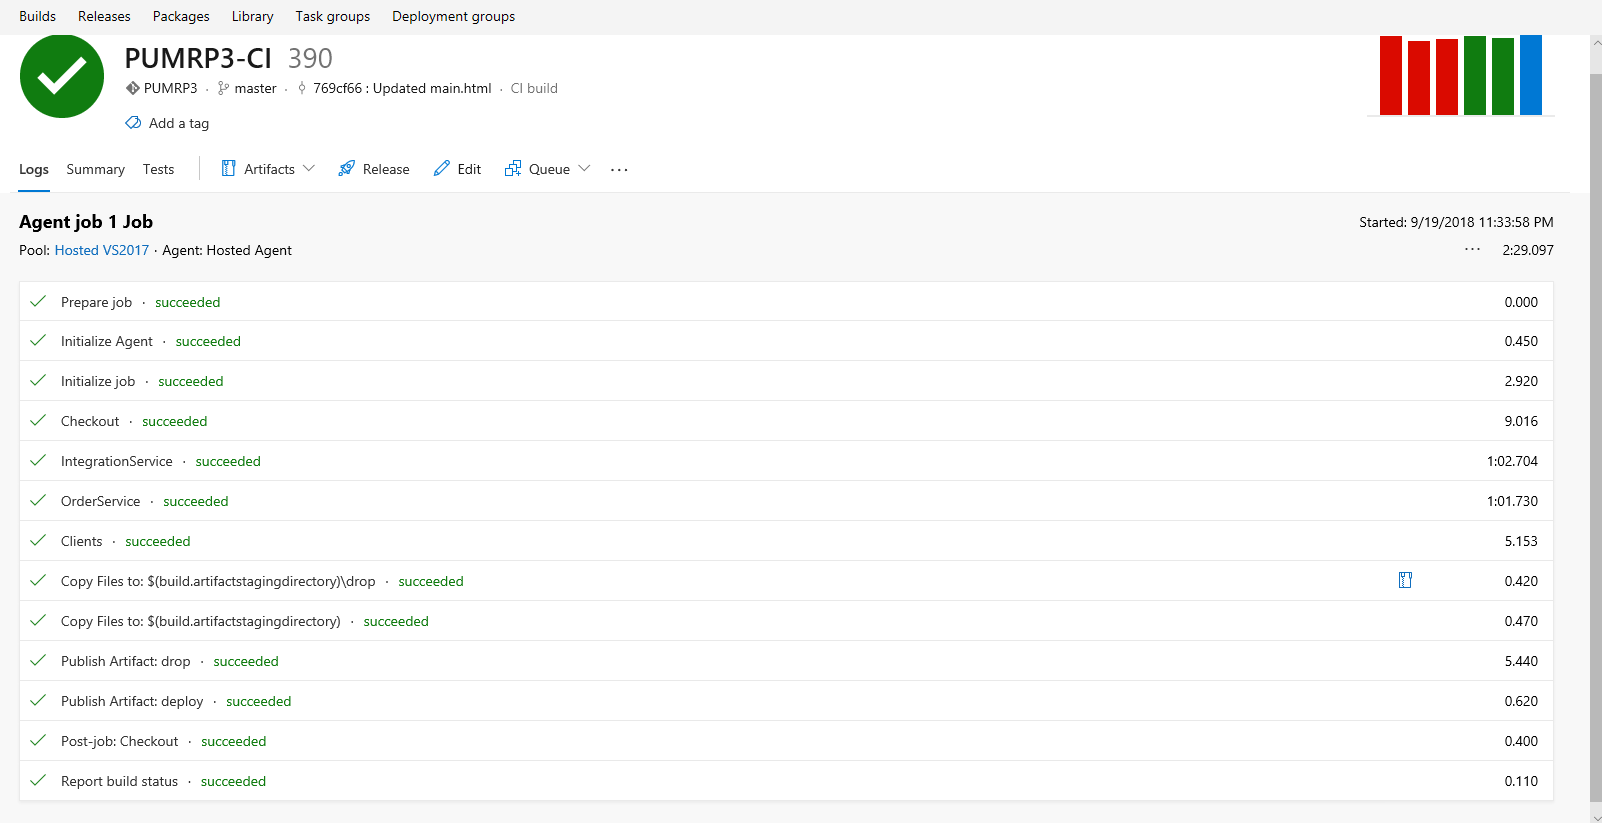 Builds Releases Packages Library Task groups Deployment groups
PUMRP3-CI 390
PUMRP3 · master · 769cf66 : Updated main.html · CI build
Add a tag
Logs Summary Tests Artifacts Release Edit Queue ...
Agent job 1 Job Started: 9/19/2018 11:33:58 PM
Pool: Hosted VS2017 · Agent: Hosted Agent ... 2:29.097
Prepare job · succeeded 0.000
Initialize Agent · succeeded 0.450
Initialize job · succeeded 2.920
Checkout · succeeded 9.016
IntegrationService · succeeded 1:02.704
OrderService · succeeded 1:01.730
Clients · succeeded 5.153
Copy Files to: $(build.artifactstagingdirectory)\drop · succeeded 0.420
Copy Files to: $(build.artifactstagingdirectory) · succeeded 0.470
Publish Artifact: drop · succeeded 5.440
Publish Artifact: deploy · succeeded 0.620
Post-job: Checkout · succeeded 0.400
Report build status · succeeded 0.110